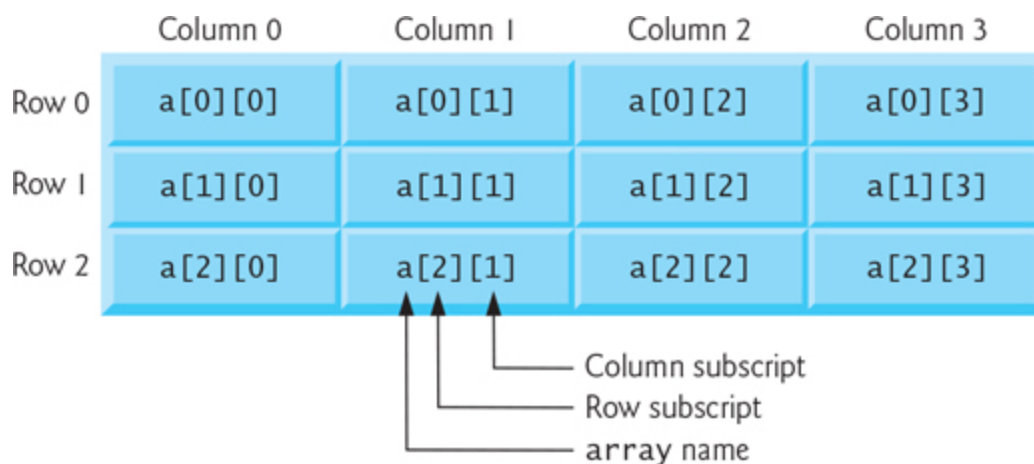 Column 0 Column 1 Column 2 Column 3
Row 0 a[0][0] a[0][1] a[0][2] a[0][3]
Row 1 a[1][0] a[1][1] a[1][2] a[1][3]
Row 2 a[2][0] a[2][1] a[2][2] a[2][3]
Column subscript
Row subscript
array name